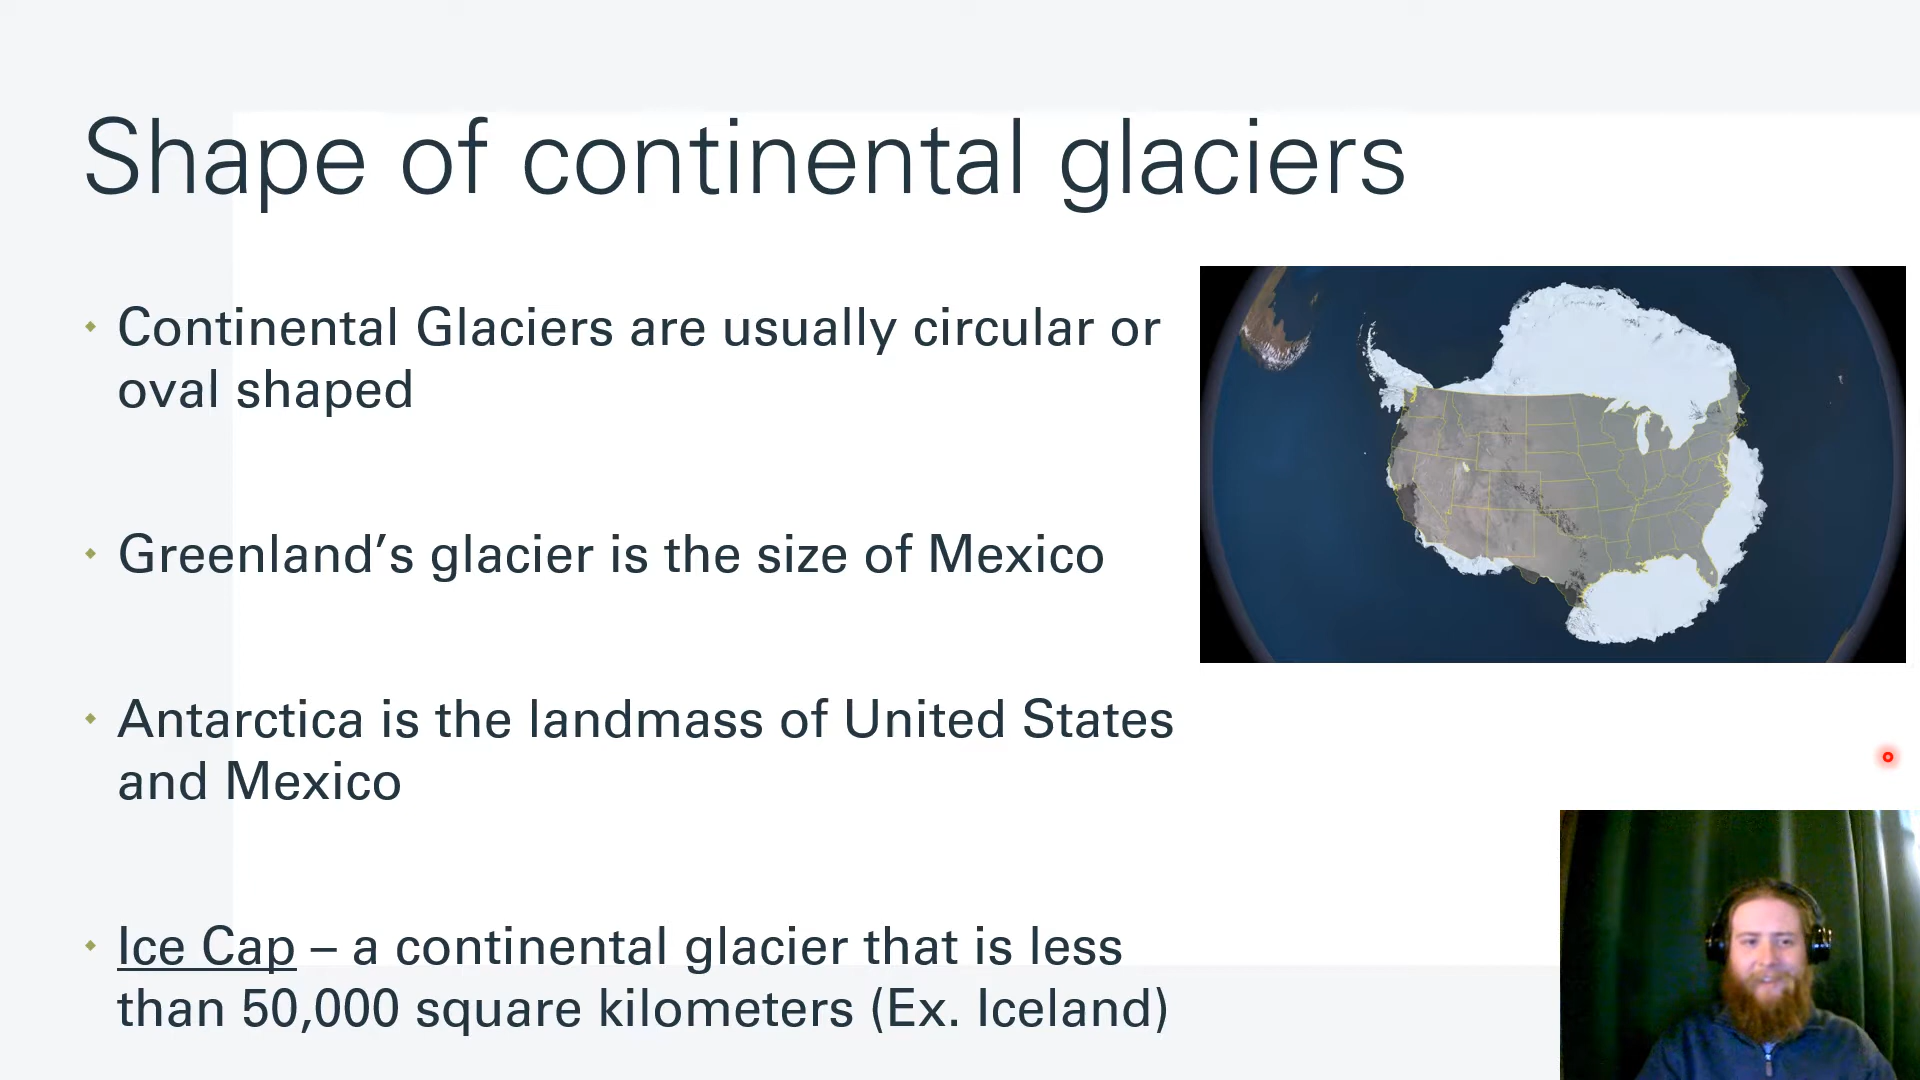 Shape of continental glaciers
Continental Glaciers are usually circular or
oval shaped
Greenland’s glacier is the size of Mexico
Antarctica is the landmass of United States
and Mexico
Ice Cap – a continental glacier that is less
than 50,000 square kilometers (Ex. Iceland)